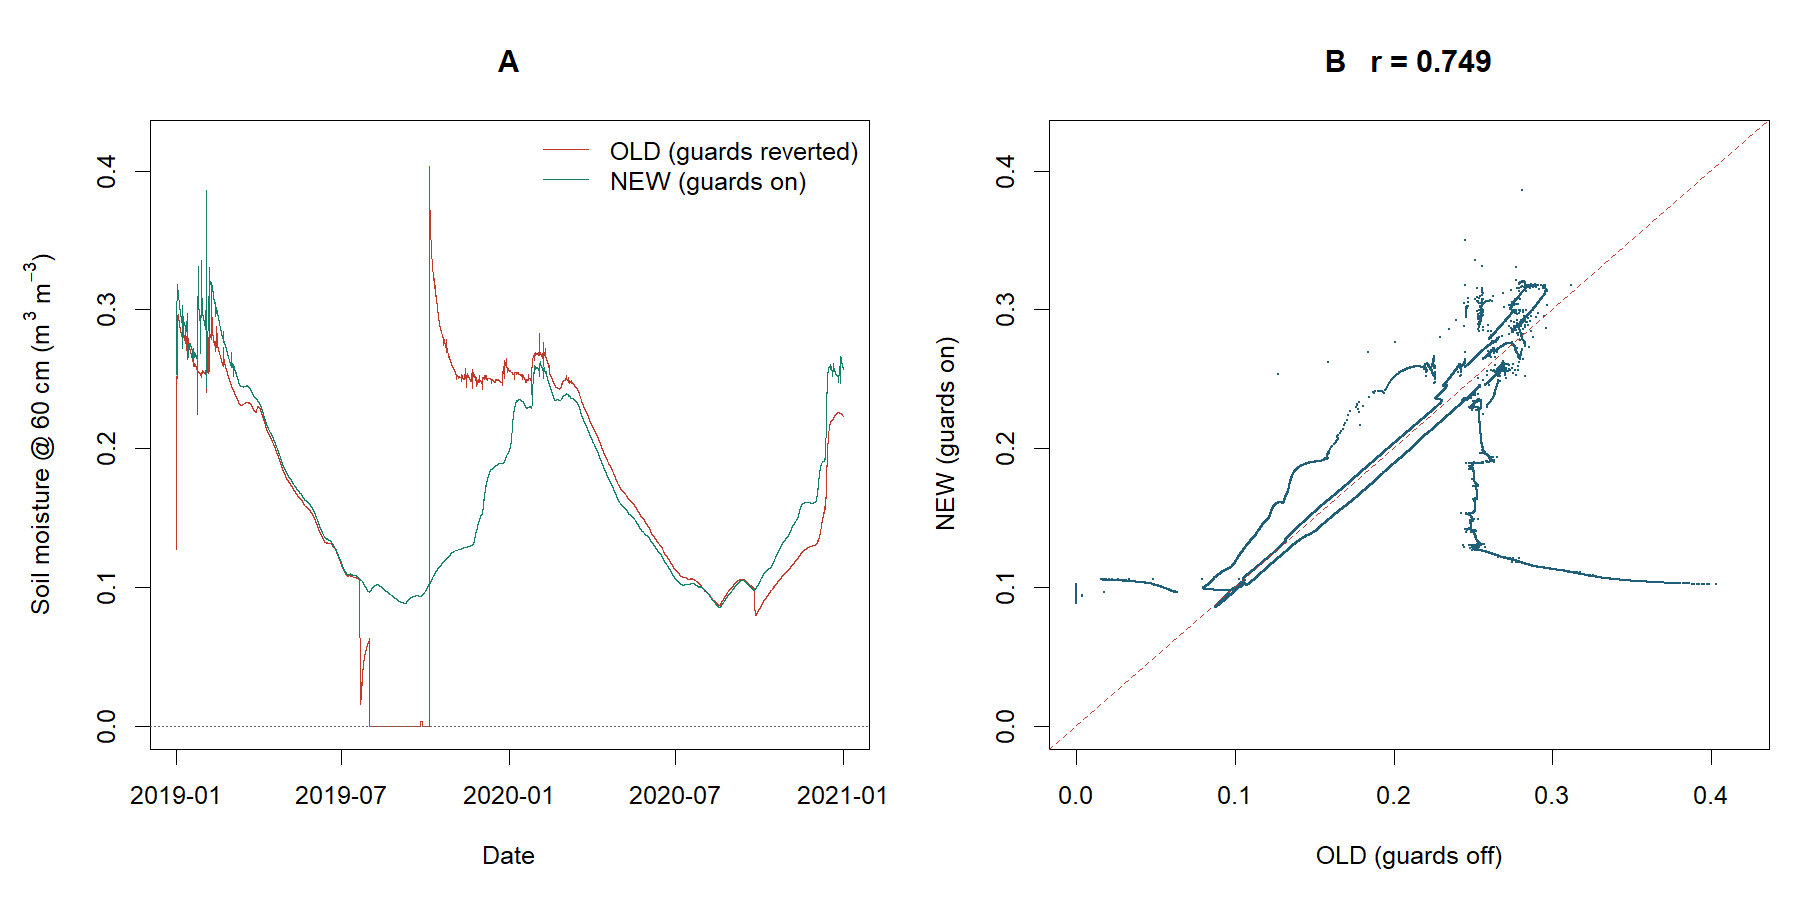 A
OLD (guards reverted)
NEW (guards on)
Soil moisture @ 60 cm (m³ m⁻³)
0.0
0.1
0.2
0.3
0.4
2019-01
2019-07
2020-01
2020-07
2021-01
Date
B r = 0.749
NEW (guards on)
0.0
0.1
0.2
0.3
0.4
0.0
0.1
0.2
0.3
0.4
OLD (guards off)